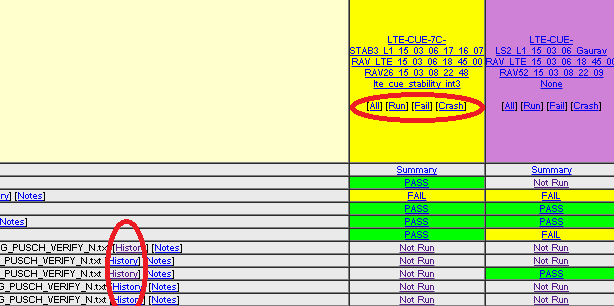 LTE-CUE-7C-
STAB3_L1_15_03_06_17_16_07
RAV_LTE_15_03_06_18_45_00
RAV26_15_03_08_22_48
lte_cue_stability_int3
[All] [Run] [Fail] [Crash]
LTE-CUE-
LS2_L1_15_03_06_Gaurav
RAV_LTE_15_03_06_18_45_00
RAV52_15_03_08_22_09
None
[All] [Run] [Fail] [Crash]
Summary Summary
PASS Not Run
ry] [Notes] FAIL FAIL
PASS PASS
Notes] PASS PASS
PASS FAIL
G_PUSCH_VERIFY_N.txt [History] [Notes] Not Run Not Run
_PUSCH_VERIFY_N.txt [History] [Notes] Not Run Not Run
_PUSCH_VERIFY_N.txt [History] [Notes] Not Run PASS
G_PUSCH_VERIFY_N.txt [History] [Notes] Not Run Not Run
_PUSCH_VERIFY_N.txt [History] [Notes] Not Run Not Run